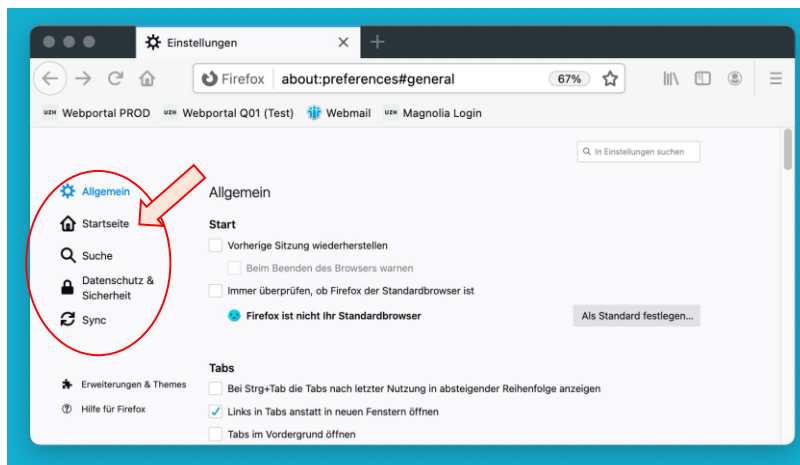 Einstellungen
Firefox about:preferences#general 67%
UZH Webportal PROD UZH Webportal Q01 (Test) Webmail UZH Magnolia Login
In Einstellungen suchen
Allgemein
Startseite
Suche
Datenschutz &
Sicherheit
Sync
Erweiterungen & Themes
Hilfe für Firefox
Allgemein
Start
Vorherige Sitzung wiederherstellen
Beim Beenden des Browsers warnen
Immer überprüfen, ob Firefox der Standardbrowser ist
Firefox ist nicht Ihr Standardbrowser Als Standard festlegen...
Tabs
Bei Strg+Tab die Tabs nach letzter Nutzung in absteigender Reihenfolge anzeigen
Links in Tabs anstatt in neuen Fenstern öffnen
Tabs im Vordergrund öffnen